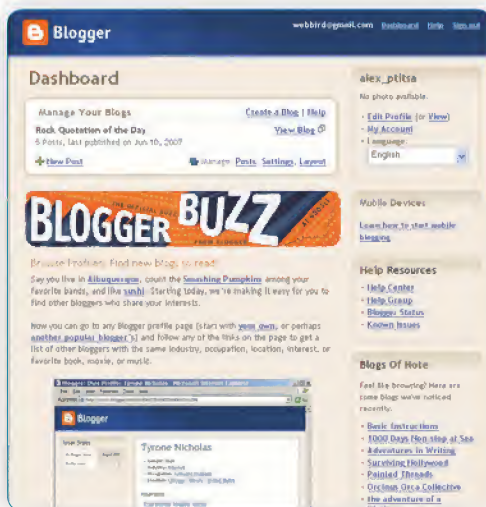 Blogger
webbird@gmail.com Dashboard Help Sign out
Dashboard
Manage Your Blogs Create a Blog | Help
Rock Quotation of the Day View Blog
5 Posts, last published on Jun 10, 2007
New Post Manage: Posts, Settings, Layout
BLOGGER BUZZ
THE OFFICIAL BUZZ
FROM BLOGGER
Browse Profiles, Find new blogs to read!
Say you live in Albuquerque, count the Smashing Pumpkins among your
favorite bands, and like sushi. Starting today, we're making it easy for you to
find other bloggers who share your interests.
Now you can go to any Blogger profile page (start with your own, or perhaps
another popular blogger's) and follow any of the links on the page to get a
list of other bloggers with the same industry, occupation, location, interest, or
favorite book, movie, or music.
Blogger
Tyrone Nicholas
alex_ptitsa
No photo available.
Edit Profile (or View)
My Account
Language
English
Mobile Devices
Learn how to start mobile
blogging
Help Resources
Help Center
Help Group
Blogger Status
Known Issues
Blogs Of Note
Feel like browsing? Here are
some blogs we've noticed
recently.
Basic Instructions
1000 Days Non-stop at Sea
Adventures in Writing
Surviving Hollywood
Painted Threads
Orcinus Orca Collective
the adventure of a